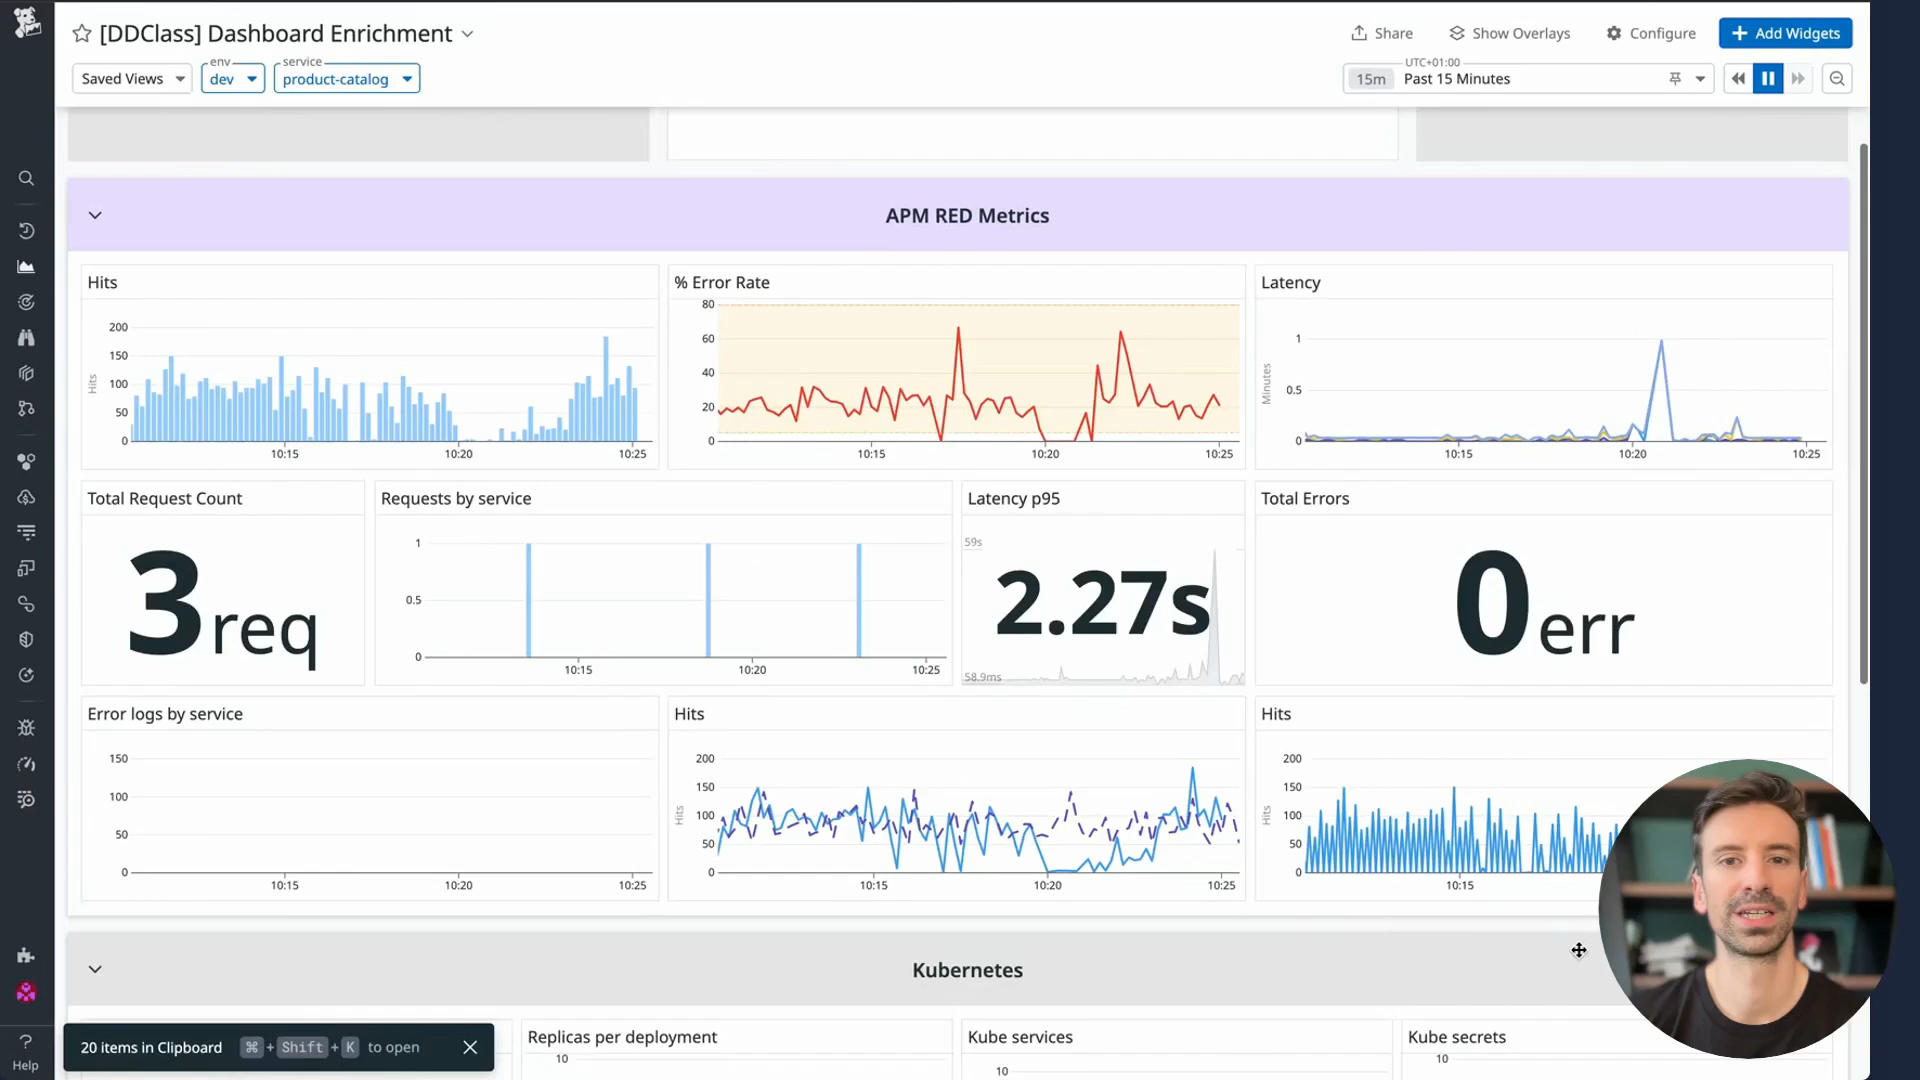 [DDClass] Dashboard Enrichment
Share
Show Overlays
Configure
+ Add Widgets
Saved Views
env
dev
service
product-catalog
UTC+01:00
15m
Past 15 Minutes
APM RED Metrics
Hits
200
150
100
50
0
Hits
10:15
10:20
10:25
% Error Rate
80
60
40
20
0
10:15
10:20
10:25
Latency
1
0.5
0
Minutes
10:15
10:20
10:25
Total Request Count
3req
Requests by service
1
0.5
0
10:15
10:20
10:25
Latency p95
59s
2.27s
58.9ms
Total Errors
0err
Error logs by service
150
100
50
0
10:15
10:20
10:25
Hits
200
150
100
50
0
Hits
10:15
10:20
10:25
Hits
200
150
100
50
0
Hits
10:15
Kubernetes
Replicas per deployment
10
Kube services
10
Kube secrets
10
20 items in Clipboard ⌘ + Shift + K to open
?
Help